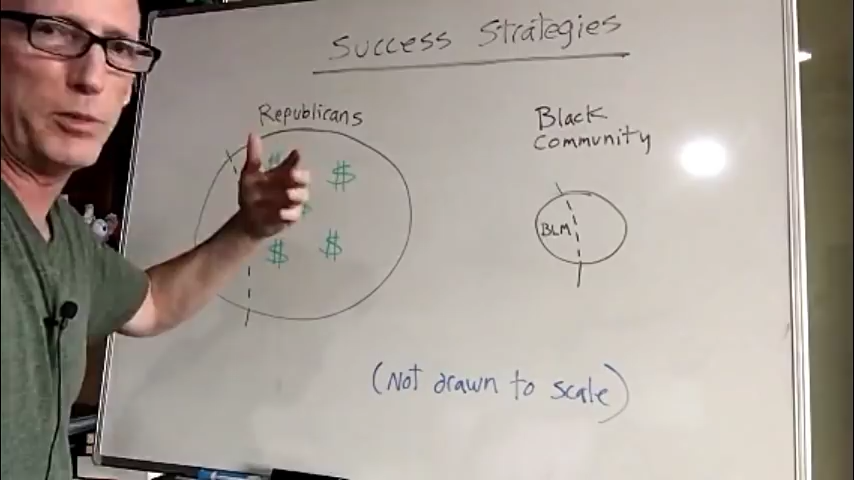 Success Strategies
Republicans
Black
Community
$
$ $
BLM
(Not drawn to scale)